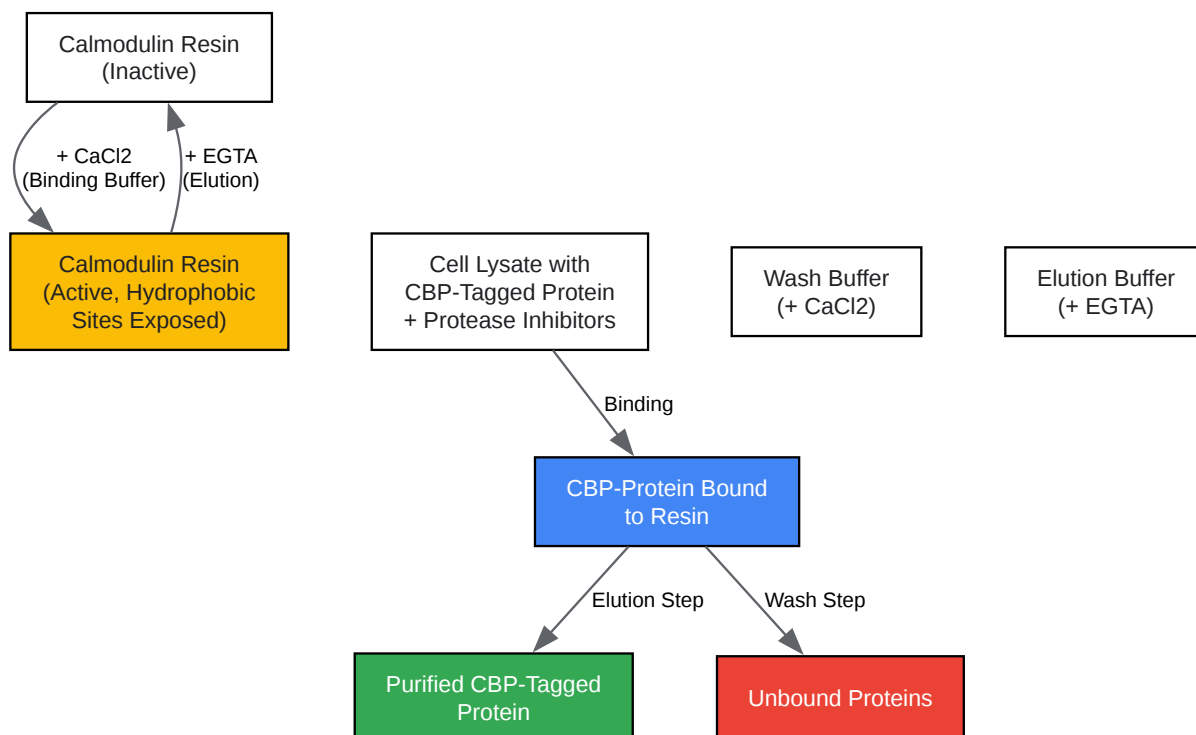 Calmodulin Resin
(Inactive)
+ CaCl2
(Binding Buffer)
+ EGTA
(Elution)
Calmodulin Resin
(Active, Hydrophobic
Sites Exposed)
Cell Lysate with
CBP-Tagged Protein
+ Protease Inhibitors
Wash Buffer
(+ CaCl2)
Elution Buffer
(+ EGTA)
Binding
CBP-Protein Bound
to Resin
Elution Step
Wash Step
Purified CBP-Tagged
Protein
Unbound Proteins